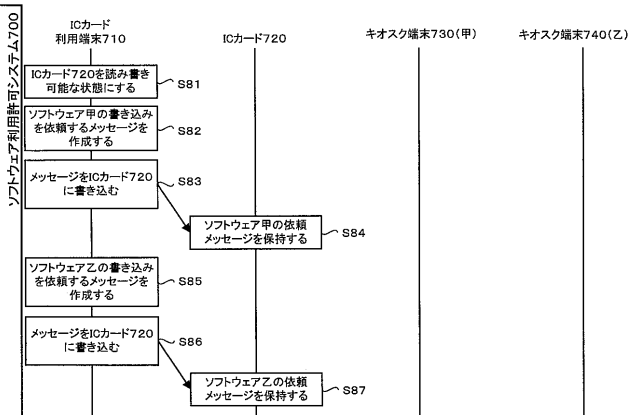 ソフトウェア利用許可システム700
ICカード
利用端末710
ICカード720
キオスク端末730(甲)
キオスク端末740(乙)
ICカード720を読み書き
可能な状態にする
S81
ソフトウェア甲の書き込み
を依頼するメッセージを
作成する
S82
メッセージをICカード720
に書き込む
S83
ソフトウェア甲の依頼
メッセージを保持する
S84
ソフトウェア乙の書き込み
を依頼するメッセージを
作成する
S85
メッセージをICカード720
に書き込む
S86
ソフトウェア乙の依頼
メッセージを保持する
S87